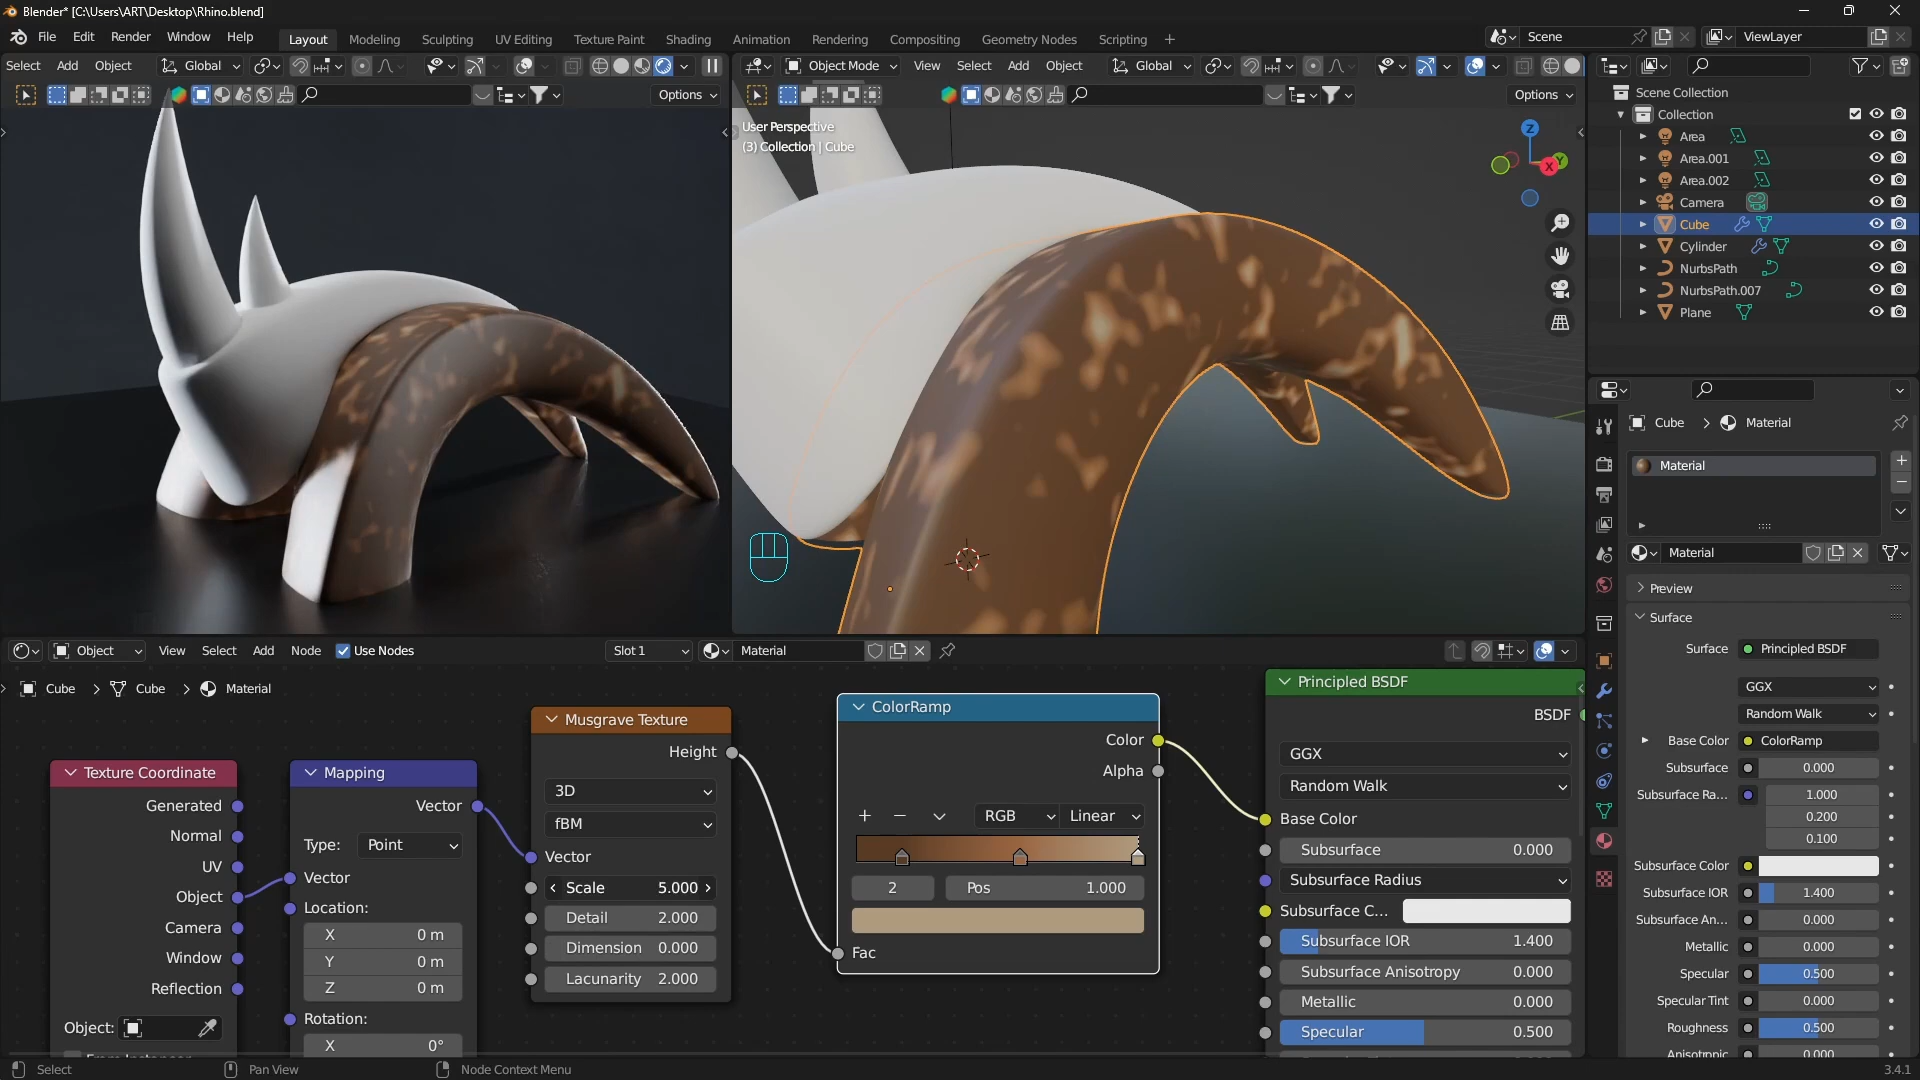 Blender* [C:\Users\ART\Desktop\Rhino.blend]
File Edit Render Window Help Layout Modeling Sculpting UV Editing Texture Paint Shading Animation Rendering Compositing Geometry Nodes Scripting + Scene ViewLayer
Select Add Object Global Object Mode View Select Add Object Global
Options Options
User Perspective
(3) Collection | Cube
Z
Y
X
Scene Collection
Collection
Area
Area.001
Area.002
Camera
Cube
Cylinder
NurbsPath
NurbsPath.007
Plane
Cube > Material
Material
Material
Preview
Surface
Surface Principled BSDF
GGX
Random Walk
Base Color ColorRamp
Subsurface 0.000
Subsurface Ra... 1.000
0.200
0.100
Subsurface Color
Subsurface IOR 1.400
Subsurface An... 0.000
Metallic 0.000
Specular 0.500
Specular Tint 0.000
Roughness 0.500
Anisotropic 0.000
Object View Select Add Node Use Nodes Slot 1 Material
Cube > Cube > Material
Texture Coordinate
Generated
Normal
UV
Object
Camera
Window
Reflection
Object:
From Instancer
Mapping
Vector
Type: Point
Vector
Location:
X 0 m
Y 0 m
Z 0 m
Rotation:
X 0°
Musgrave Texture
Height
3D
fBM
Vector
Scale 5.000
Detail 2.000
Dimension 0.000
Lacunarity 2.000
ColorRamp
Color
Alpha
RGB Linear
2 Pos 1.000
Fac
Principled BSDF
BSDF
GGX
Random Walk
Base Color
Subsurface 0.000
Subsurface Radius
Subsurface C...
Subsurface IOR 1.400
Subsurface Anisotropy 0.000
Metallic 0.000
Specular 0.500
Select Pan View Node Context Menu 3.4.1